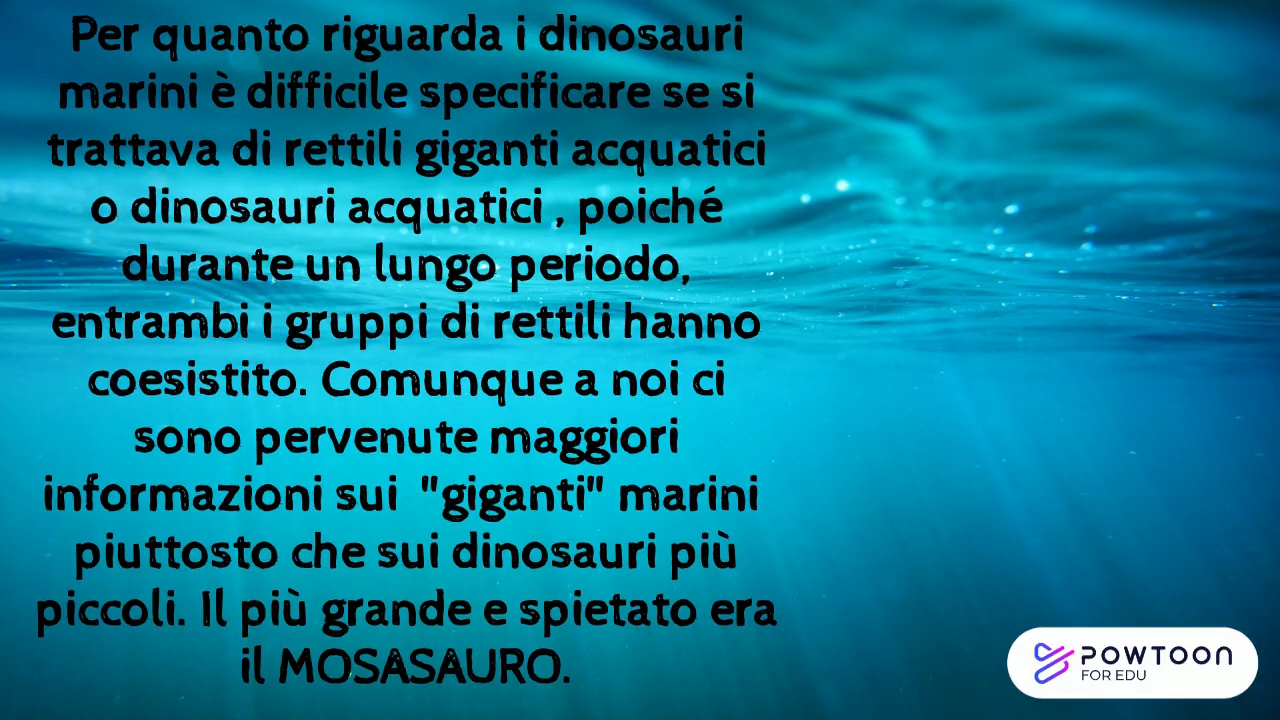 Per quanto riguarda i dinosauri
marini è difficile specificare se si
trattava di rettili giganti acquatici
o dinosauri acquatici , poiché
durante un lungo periodo,
entrambi i gruppi di rettili hanno
coesistito. Comunque a noi ci
sono pervenute maggiori
informazioni sui "giganti" marini
piuttosto che sui dinosauri più
piccoli. Il più grande e spietato era
il MOSASAURO.
POWTOON
FOR EDU